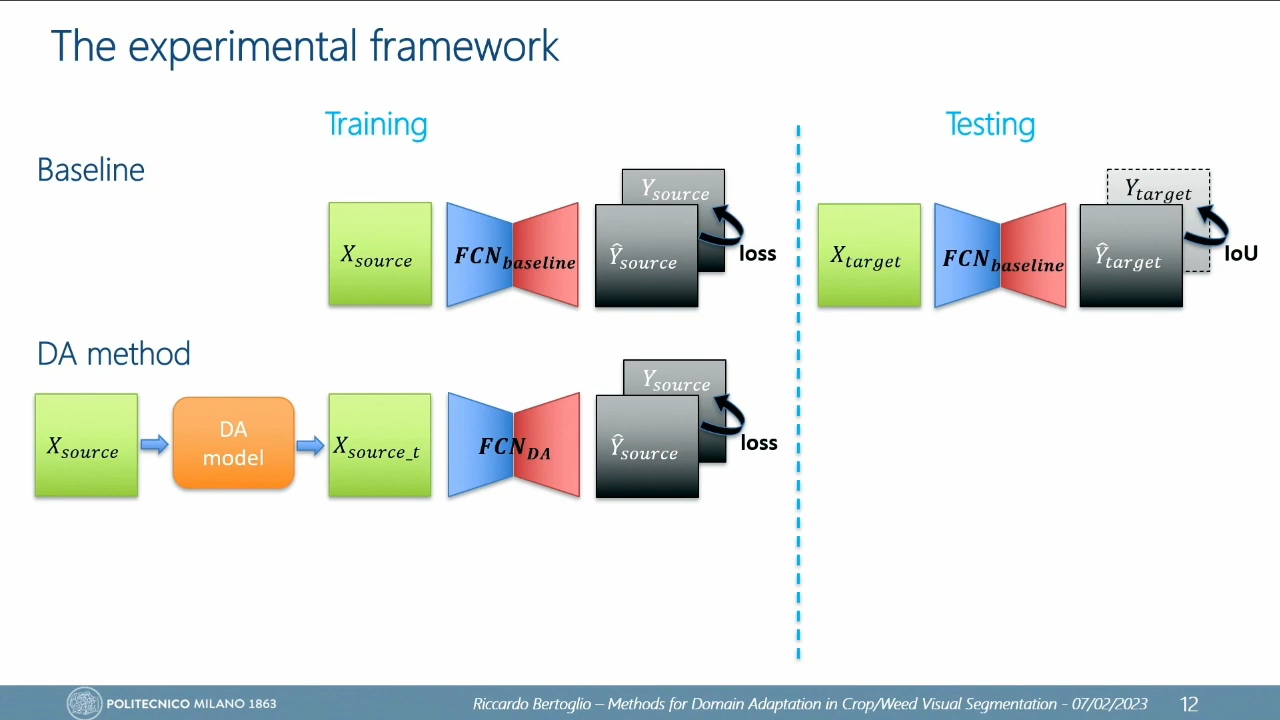 The experimental framework
Training
Testing
Baseline
X_source
FCN_baseline
Y_source
Ŷ_source
loss
X_target
FCN_baseline
Y_target
Ŷ_target
IoU
DA method
X_source
DA
model
X_source_t
FCN_DA
Y_source
Ŷ_source
loss
POLITECNICO MILANO 1863
Riccardo Bertoglio – Methods for Domain Adaptation in Crop/Weed Visual Segmentation - 07/02/2023
12